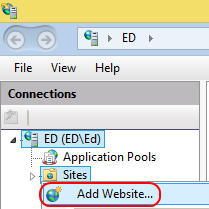 ED
File View Help
Connections
ED (ED\Ed)
Application Pools
Sites
Add Website...